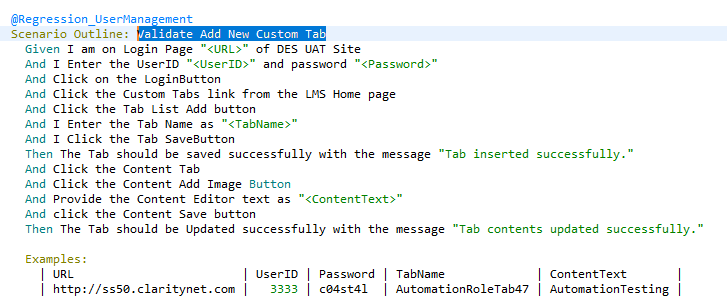 @Regression_UserManagement
Scenario Outline: Validate Add New Custom Tab
Given I am on Login Page "<URL>" of DES UAT Site
And I Enter the UserID "<UserID>" and password "<Password>"
And Click on the LoginButton
And Click the Custom Tabs link from the LMS Home page
And Click the Tab List Add button
And I Enter the Tab Name as "<TabName>"
And I Click the Tab SaveButton
Then The Tab should be saved successfully with the message "Tab inserted successfully."
And Click the Content Tab
And Click the Content Add Image Button
And Provide the Content Editor text as "<ContentText>"
And click the Content Save button
Then The Tab should be Updated successfully with the message "Tab contents updated successfully."
Examples:
| URL | UserID | Password | TabName | ContentText |
| http://ss50.claritynet.com | 3333 | c04st4l | AutomationRoleTab47 | AutomationTesting |